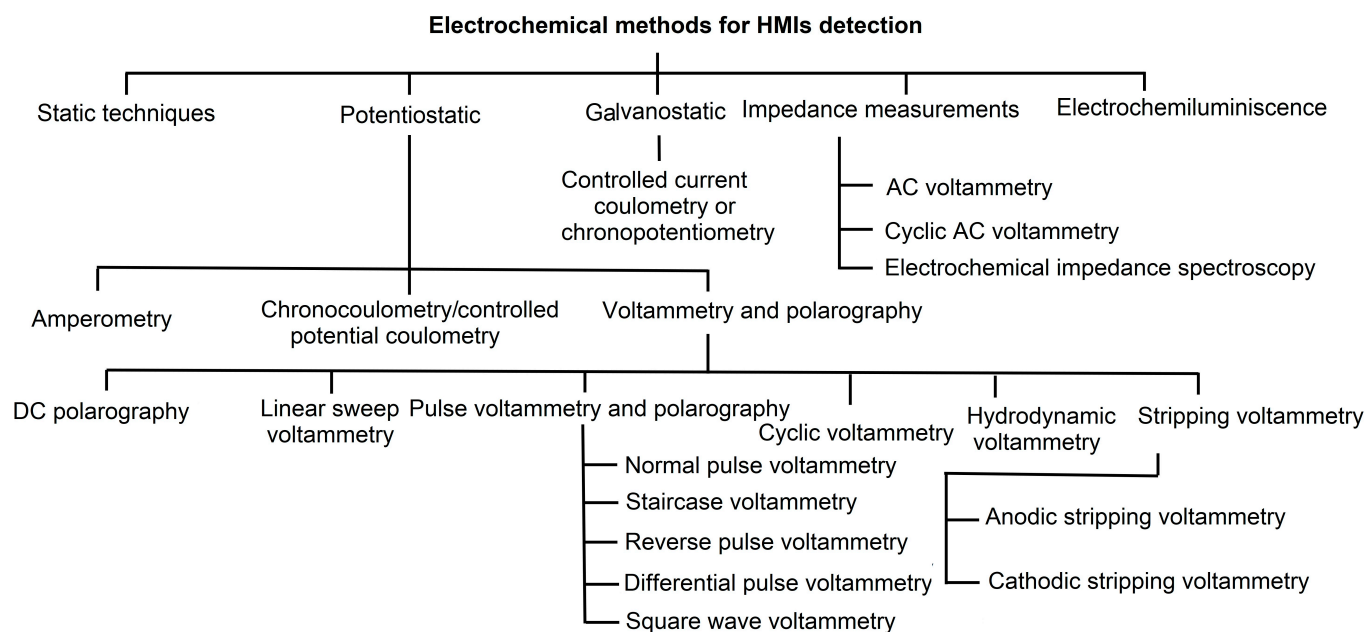 Electrochemical methods for HMIs detection
Static techniques
Potentiostatic
Galvanostatic
Impedance measurements
Electrochemiluminiscence
Controlled current
coulometry or
chronopotentiometry
AC voltammetry
Cyclic AC voltammetry
Electrochemical impedance spectroscopy
Amperometry
Chronocoulometry/controlled
potential coulometry
Voltammetry and polarography
DC polarography
Linear sweep
voltammetry
Pulse voltammetry and polarography
Cyclic voltammetry
Hydrodynamic
voltammetry
Stripping voltammetry
Normal pulse voltammetry
Staircase voltammetry
Reverse pulse voltammetry
Differential pulse voltammetry
Square wave voltammetry
Anodic stripping voltammetry
Cathodic stripping voltammetry